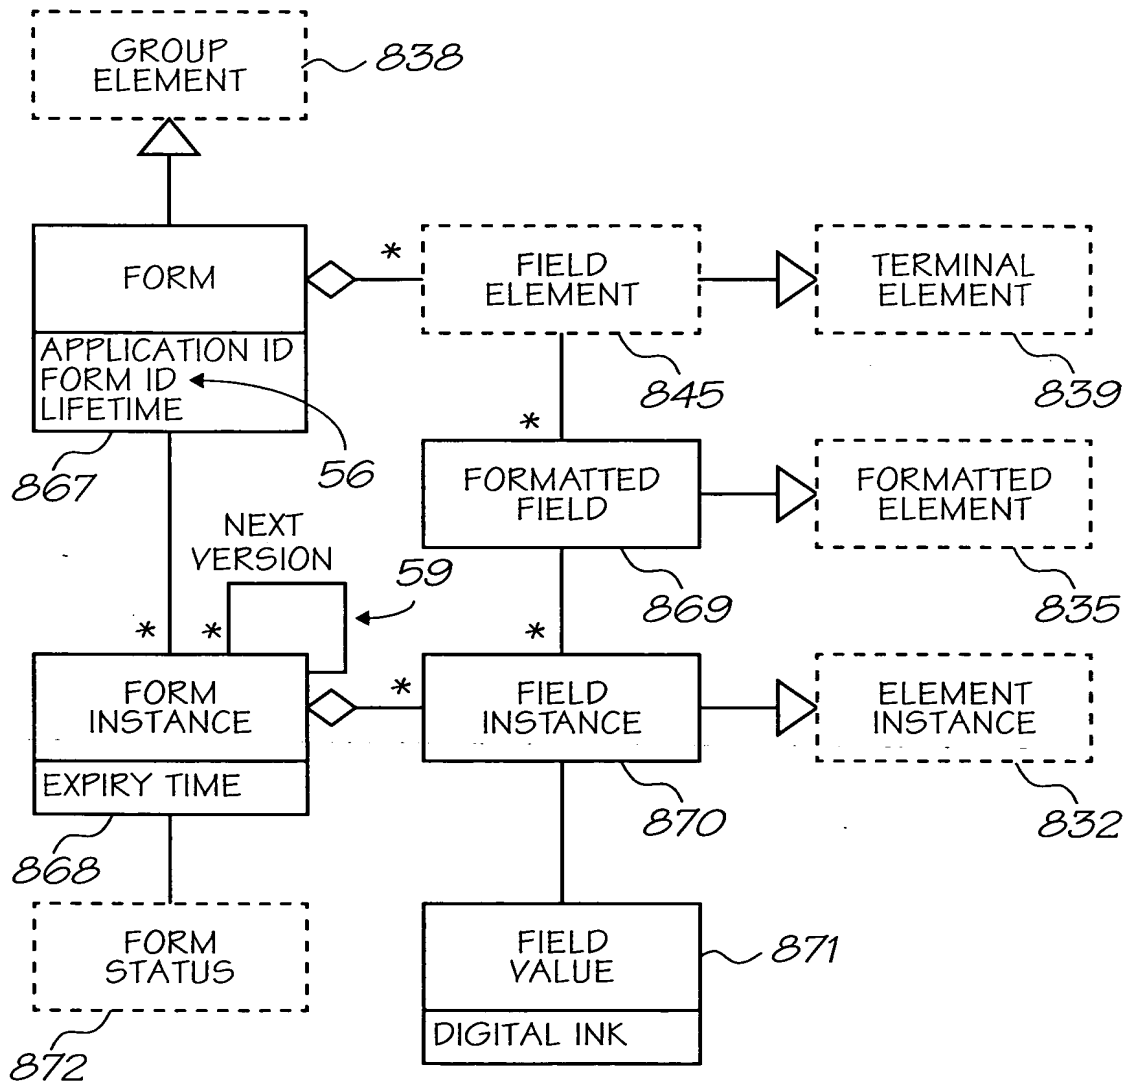 GROUP
ELEMENT
838
FORM
*
FIELD
ELEMENT
TERMINAL
ELEMENT
APPLICATION ID
FORM ID
LIFETIME
867
56
845
839
*
FORMATTED
FIELD
FORMATTED
ELEMENT
NEXT
VERSION
59
869
835
*
*
*
FORM
INSTANCE
*
FIELD
INSTANCE
ELEMENT
INSTANCE
EXPIRY TIME
868
870
832
FORM
STATUS
872
FIELD
VALUE
871
DIGITAL INK